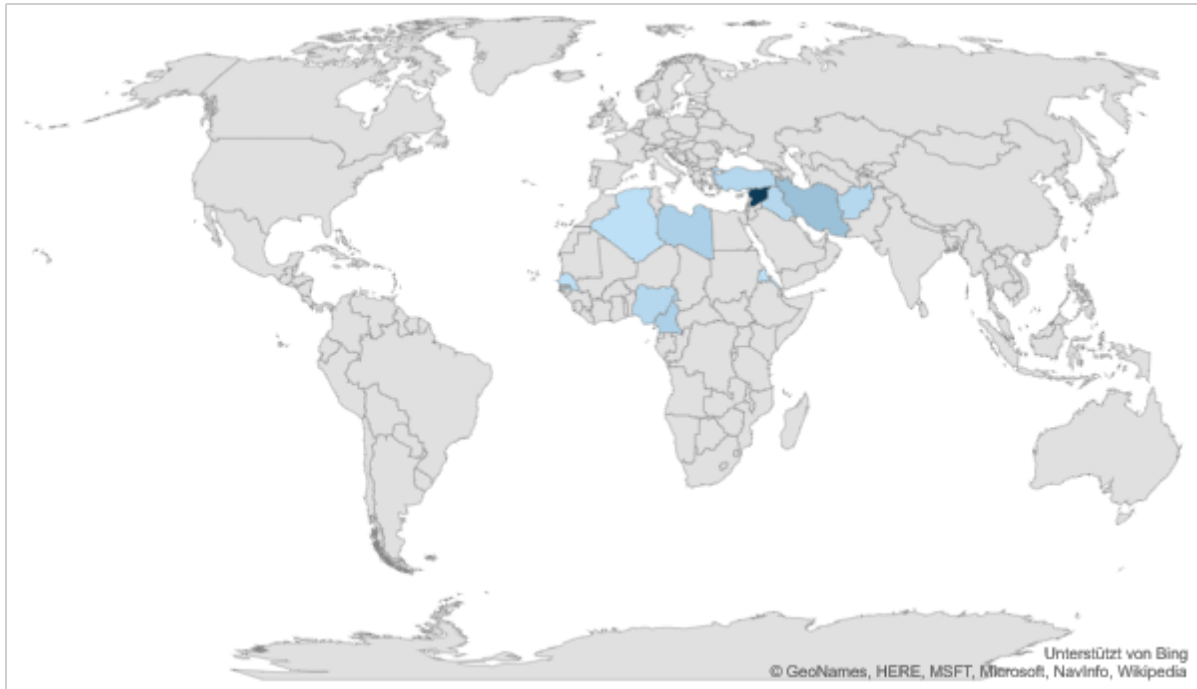 Unterstützt von Bing
© GeoNames, HERE, MSFT, Microsoft, NavInfo, Wikipedia